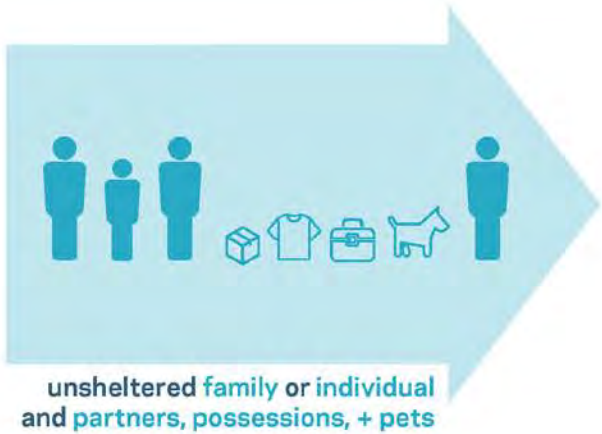 unsheltered family or individual
and partners, possessions, + pets